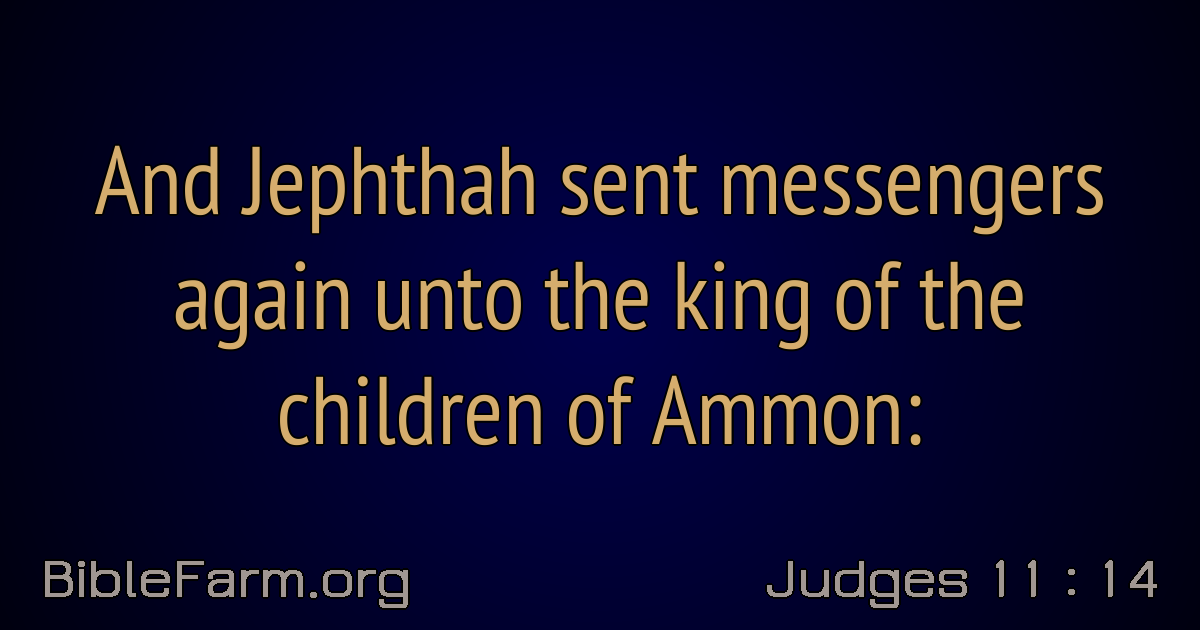 And Jephthah sent messengers
again unto the king of the
children of Ammon:
BibleFarm.org
Judges 11 : 14